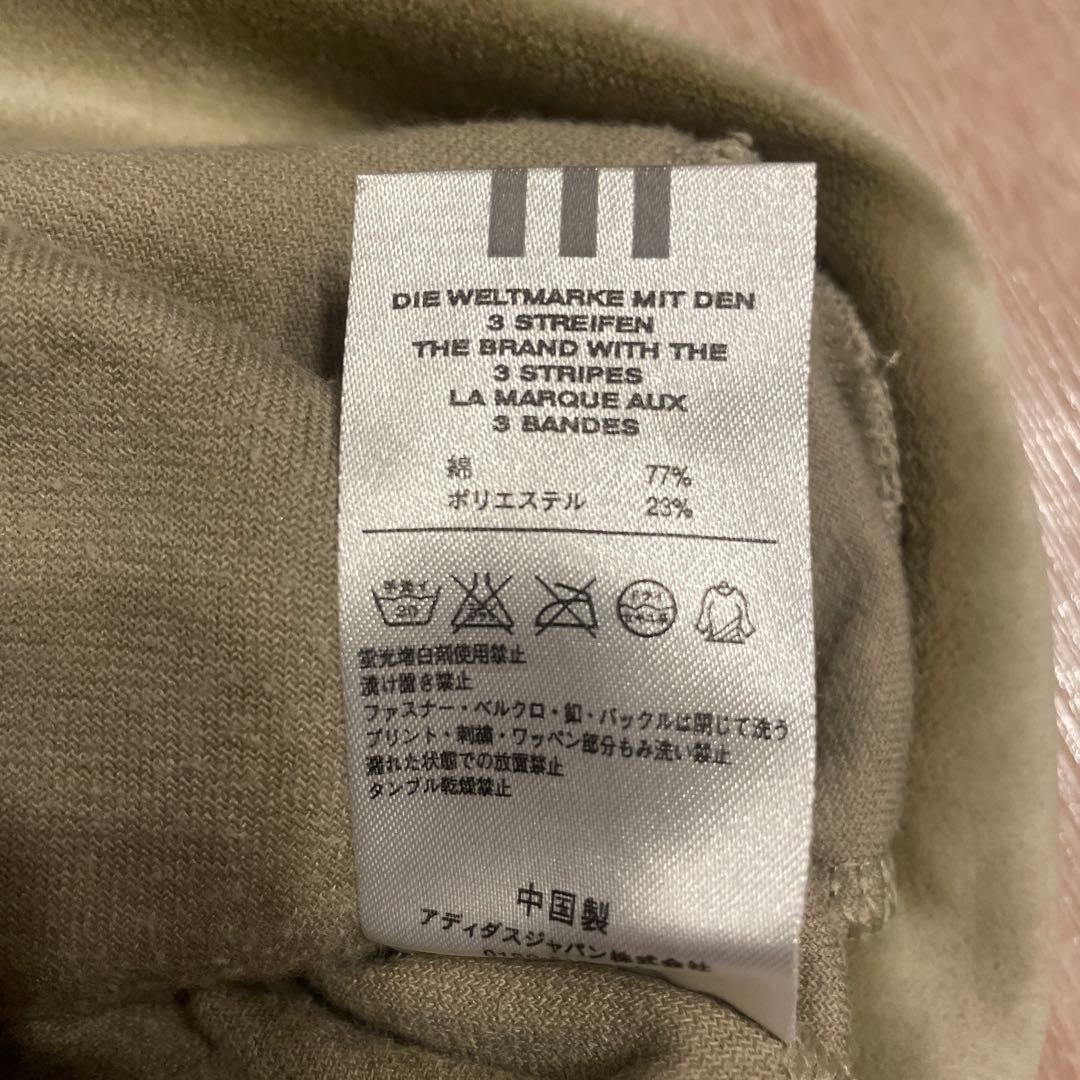 DIE WELTMARKE MIT DEN
3 STREIFEN
THE BRAND WITH THE
3 STRIPES
LA MARQUE AUX
3 BANDES
綿 77%
ポリエステル 23%
手洗イ
蛍光増白剤使用禁止
漬け置き禁止
ファスナー・ベルクロ・釦・バックルは閉じて洗う
プリント・刺繍・ワッペン部分もみ洗い禁止
濡れた状態での放置禁止
タンブル乾燥禁止
中国製
アディダスジャパン株式会社